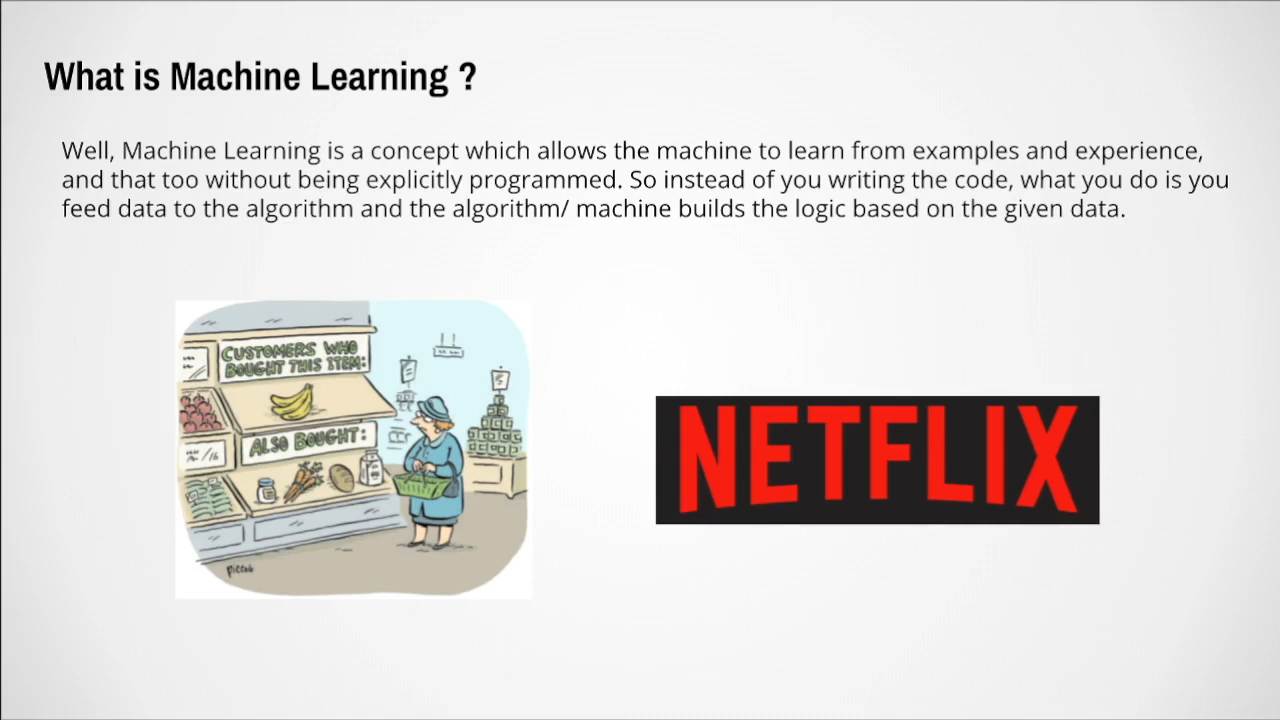 What is Machine Learning ?
Well, Machine Learning is a concept which allows the machine to learn from examples and experience,
and that too without being explicitly programmed. So instead of you writing the code, what you do is you
feed data to the algorithm and the algorithm/ machine builds the logic based on the given data.
CUSTOMERS WHO
BOUGHT THIS ITEM:
ALSO BOUGHT:
NETFLIX